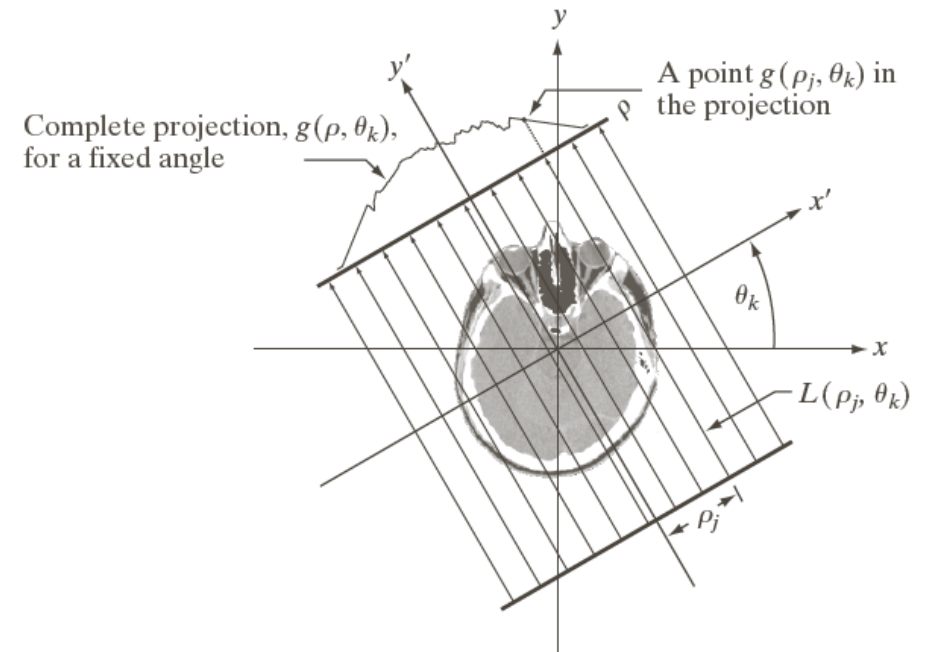 y
y′
A point g(ρj, θk) in
the projection
ρ
Complete projection, g(ρ, θk),
for a fixed angle
x′
θk
x
L(ρj, θk)
ρj